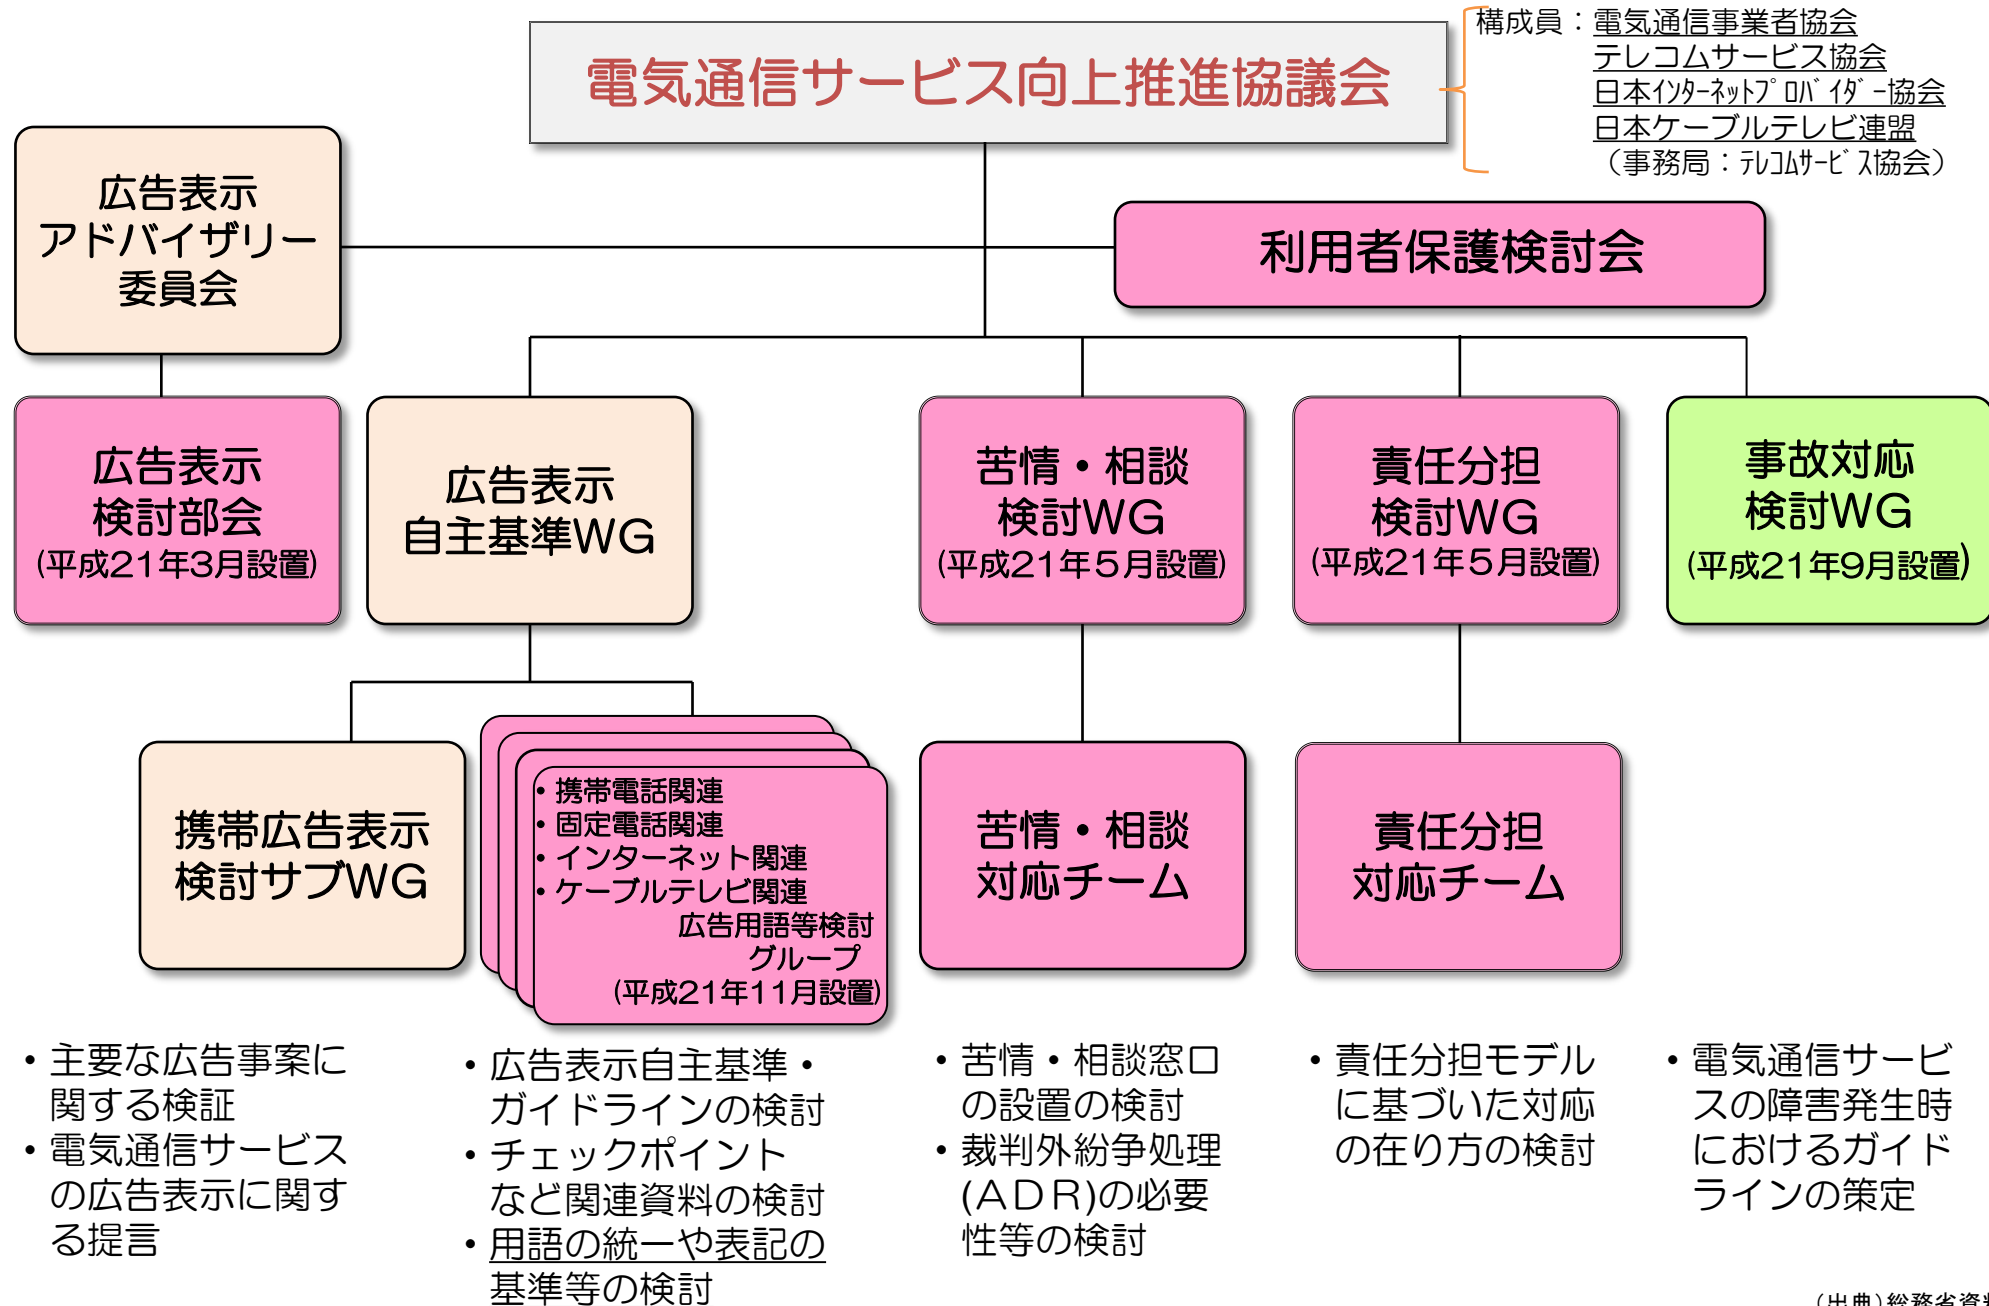 電気通信サービス向上推進協議会
構成員：電気通信事業者協会
テレコムサービス協会
日本ｲﾝﾀｰﾈｯﾄﾌﾟﾛﾊﾞｲﾀﾞｰ協会
日本ケーブルテレビ連盟
（事務局：ﾃﾚｺﾑｻｰﾋﾞｽ協会）
広告表示
アドバイザリー
委員会
利用者保護検討会
広告表示
検討部会
(平成21年3月設置)
広告表示
自主基準WG
苦情・相談
検討WG
(平成21年５月設置)
責任分担
検討WG
(平成21年５月設置)
事故対応
検討WG
(平成21年9月設置)
携帯広告表示
検討サブWG
・携帯電話関連
・固定電話関連
・インターネット関連
・ケーブルテレビ関連
広告用語等検討
グループ
(平成21年11月設置)
苦情・相談
対応チーム
責任分担
対応チーム
・主要な広告事案に
関する検証
・電気通信サービス
の広告表示に関す
る提言
・広告表示自主基準・
ガイドラインの検討
・チェックポイント
など関連資料の検討
・用語の統一や表記の
基準等の検討
・苦情・相談窓口
の設置の検討
・裁判外紛争処理
(ＡＤＲ)の必要
性等の検討
・責任分担モデル
に基づいた対応
の在り方の検討
・電気通信サービ
スの障害発生時
におけるガイド
ラインの策定
（出典）総務省資料